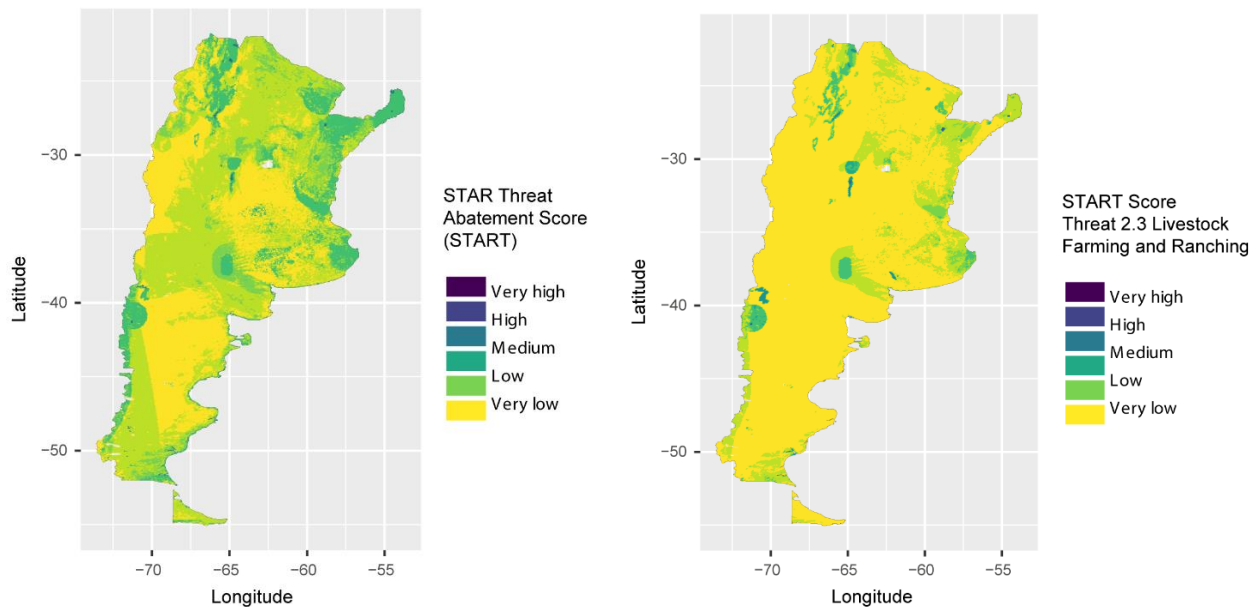 −30
−40
−50
Latitude
−70
−65
−60
−55
Longitude
STAR Threat
Abatement Score
(START)
Very high
High
Medium
Low
Very low
−30
−40
−50
Latitude
−70
−65
−60
−55
Longitude
START Score
Threat 2.3 Livestock
Farming and Ranching
Very high
High
Medium
Low
Very low